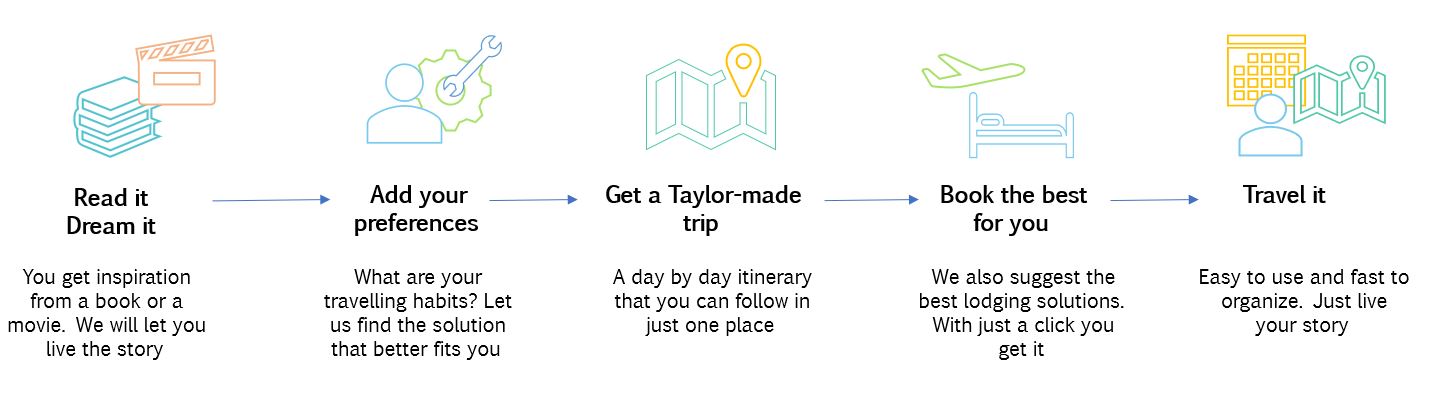 Read it
Dream it
You get inspiration
from a book or a
movie.  We will let you
live the story
Add your
preferences
What are your
travelling habits? Let
us find the solution
that better fits you
Get a Taylor-made
trip
A day by day itinerary
that you can follow in
just one place
Book the best
for you
We also suggest the
best lodging solutions.
With just a click you
get it
Travel it
Easy to use and fast to
organize.  Just live
your story